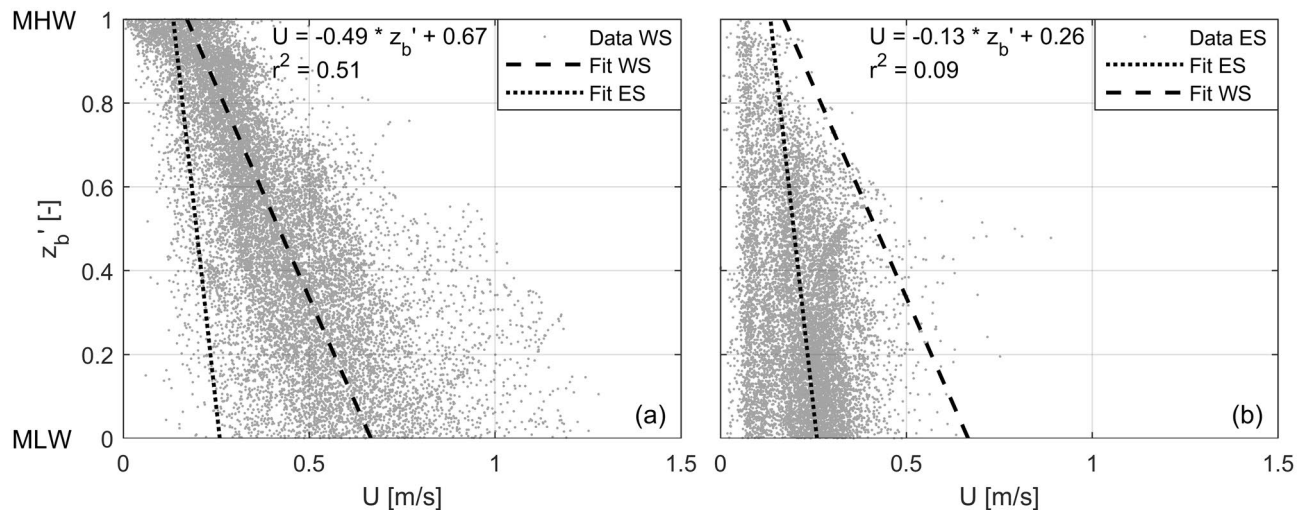 MHW
1
0.8
0.6
0.4
0.2
0
MLW
z_b' [-]
U = -0.49 * z_b' + 0.67
r^2 = 0.51
Data WS
Fit WS
Fit ES
(a)
0 0.5 1 1.5
U [m/s]
U = -0.13 * z_b' + 0.26
r^2 = 0.09
Data ES
Fit ES
Fit WS
(b)
0 0.5 1 1.5
U [m/s]